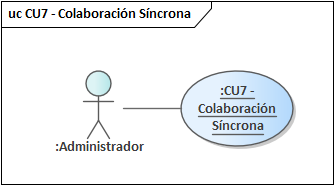 uc CU7 - Colaboración Síncrona
:CU7 -
Colaboración
Síncrona
:Administrador